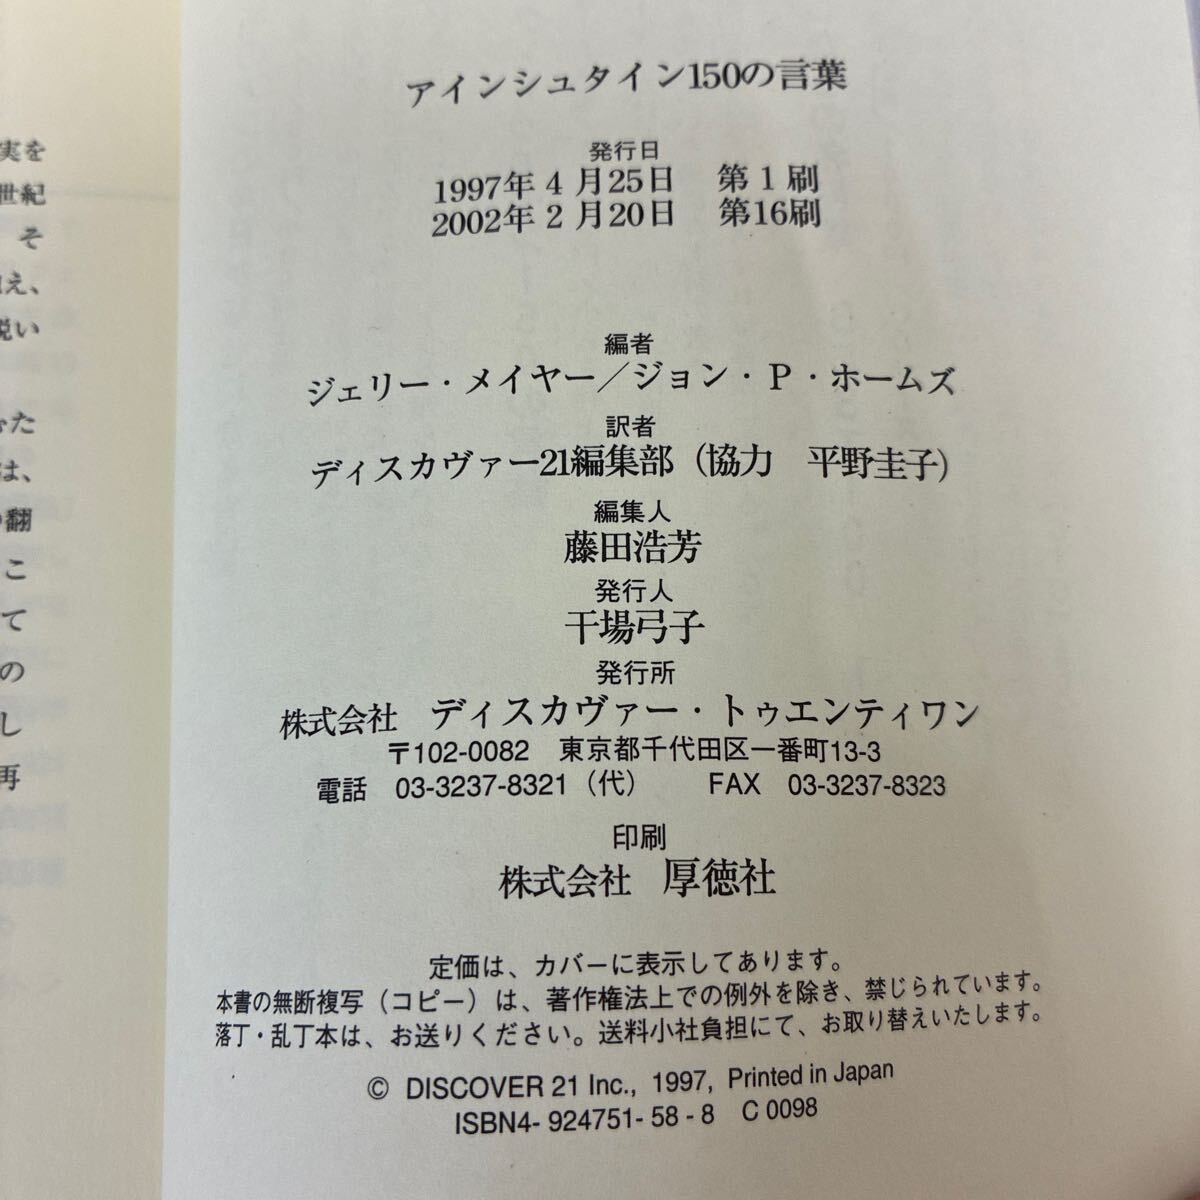 実を
世紀
そ
え、
鋭い
た
は、
翻
こ
て
の
し
再
アインシュタイン150の言葉
発行日
1997年 4 月25日 第 1 刷
2002年 2 月20日 第16刷
編者
ジェリー・メイヤー／ジョン・P・ホームズ
訳者
ディスカヴァー21編集部（協力 平野圭子）
編集人
藤田浩芳
発行人
干場弓子
発行所
株式会社 ディスカヴァー・トゥエンティワン
〒102-0082 東京都千代田区一番町13-3
電話 03-3237-8321（代） FAX 03-3237-8323
印刷
株式会社 厚徳社
定価は、カバーに表示してあります。
本書の無断複写（コピー）は、著作権法上での例外を除き、禁じられています。
落丁・乱丁本は、お送りください。送料小社負担にて、お取り替えいたします。
© DISCOVER 21 Inc., 1997, Printed in Japan
ISBN4- 924751- 58 - 8 C 0098